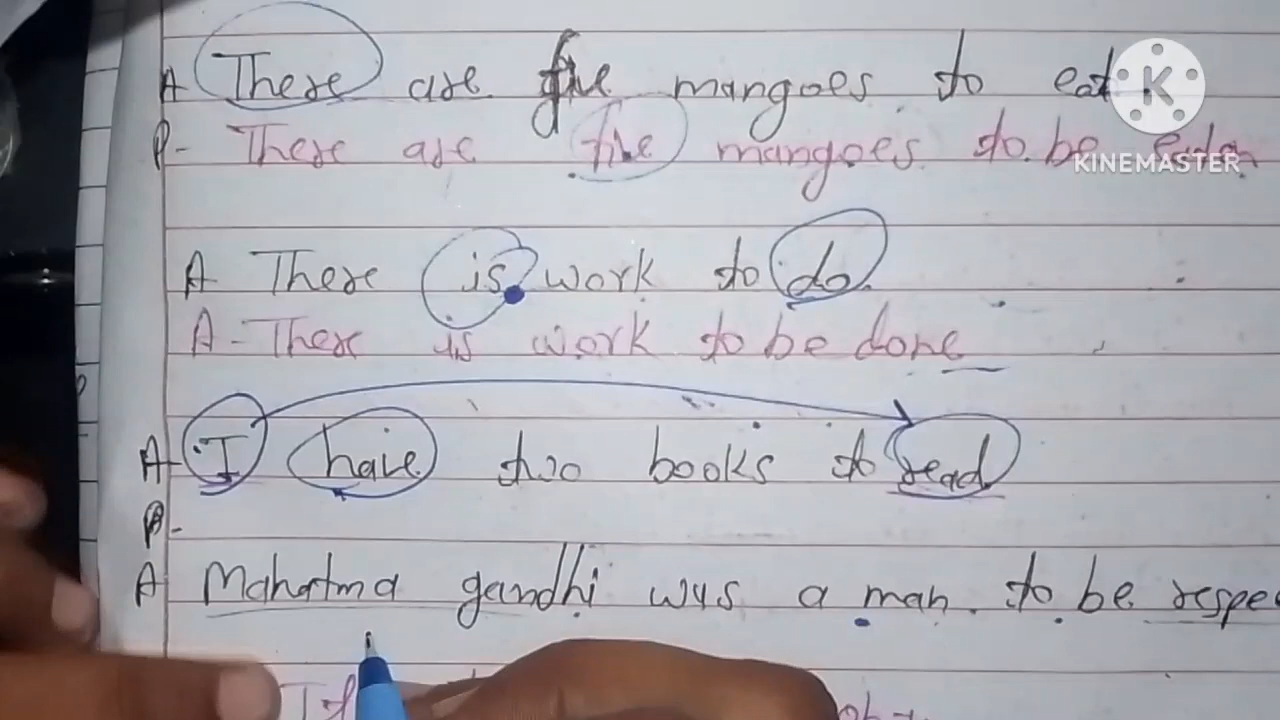 A There are five mangoes to eat
P- There are five mangoes to be eaten
A There is work to do.
A- There is work to be done
A- I have two books to read
P-
A Mahatma gandhi was a man. to be respe
K
KINEMASTER